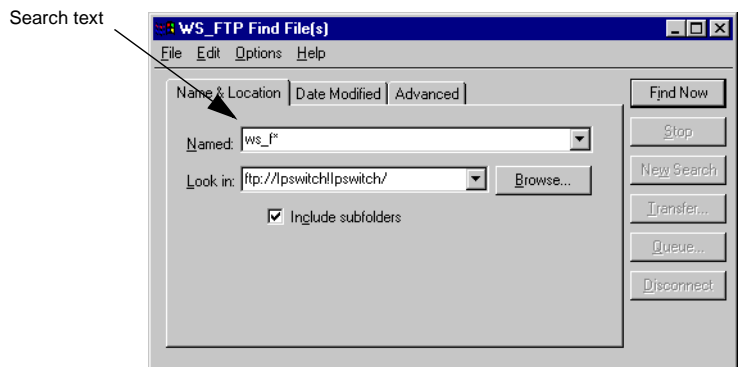 Search text
WS_FTP Find File(s)
File Edit Options Help
Name & Location Date Modified Advanced
Find Now
Named: ws_f*
Stop
Look in: ftp://Ipswitch!Ipswitch/ Browse...
New Search
Include subfolders
Transfer...
Queue...
Disconnect